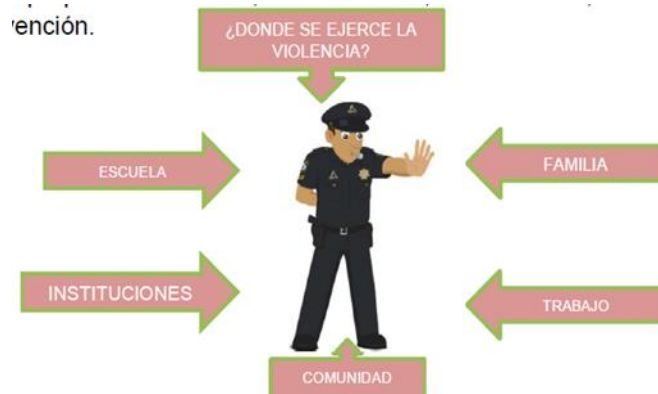 vención.
¿DONDE SE EJERCE LA
VIOLENCIA?
ESCUELA
FAMILIA
INSTITUCIONES
TRABAJO
COMUNIDAD